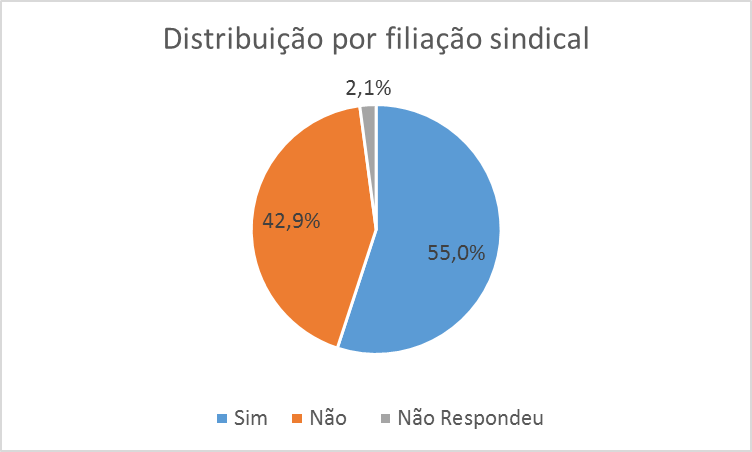 Distribuição por filiação sindical
2,1%
42,9%
55,0%
Sim Não Não Respondeu